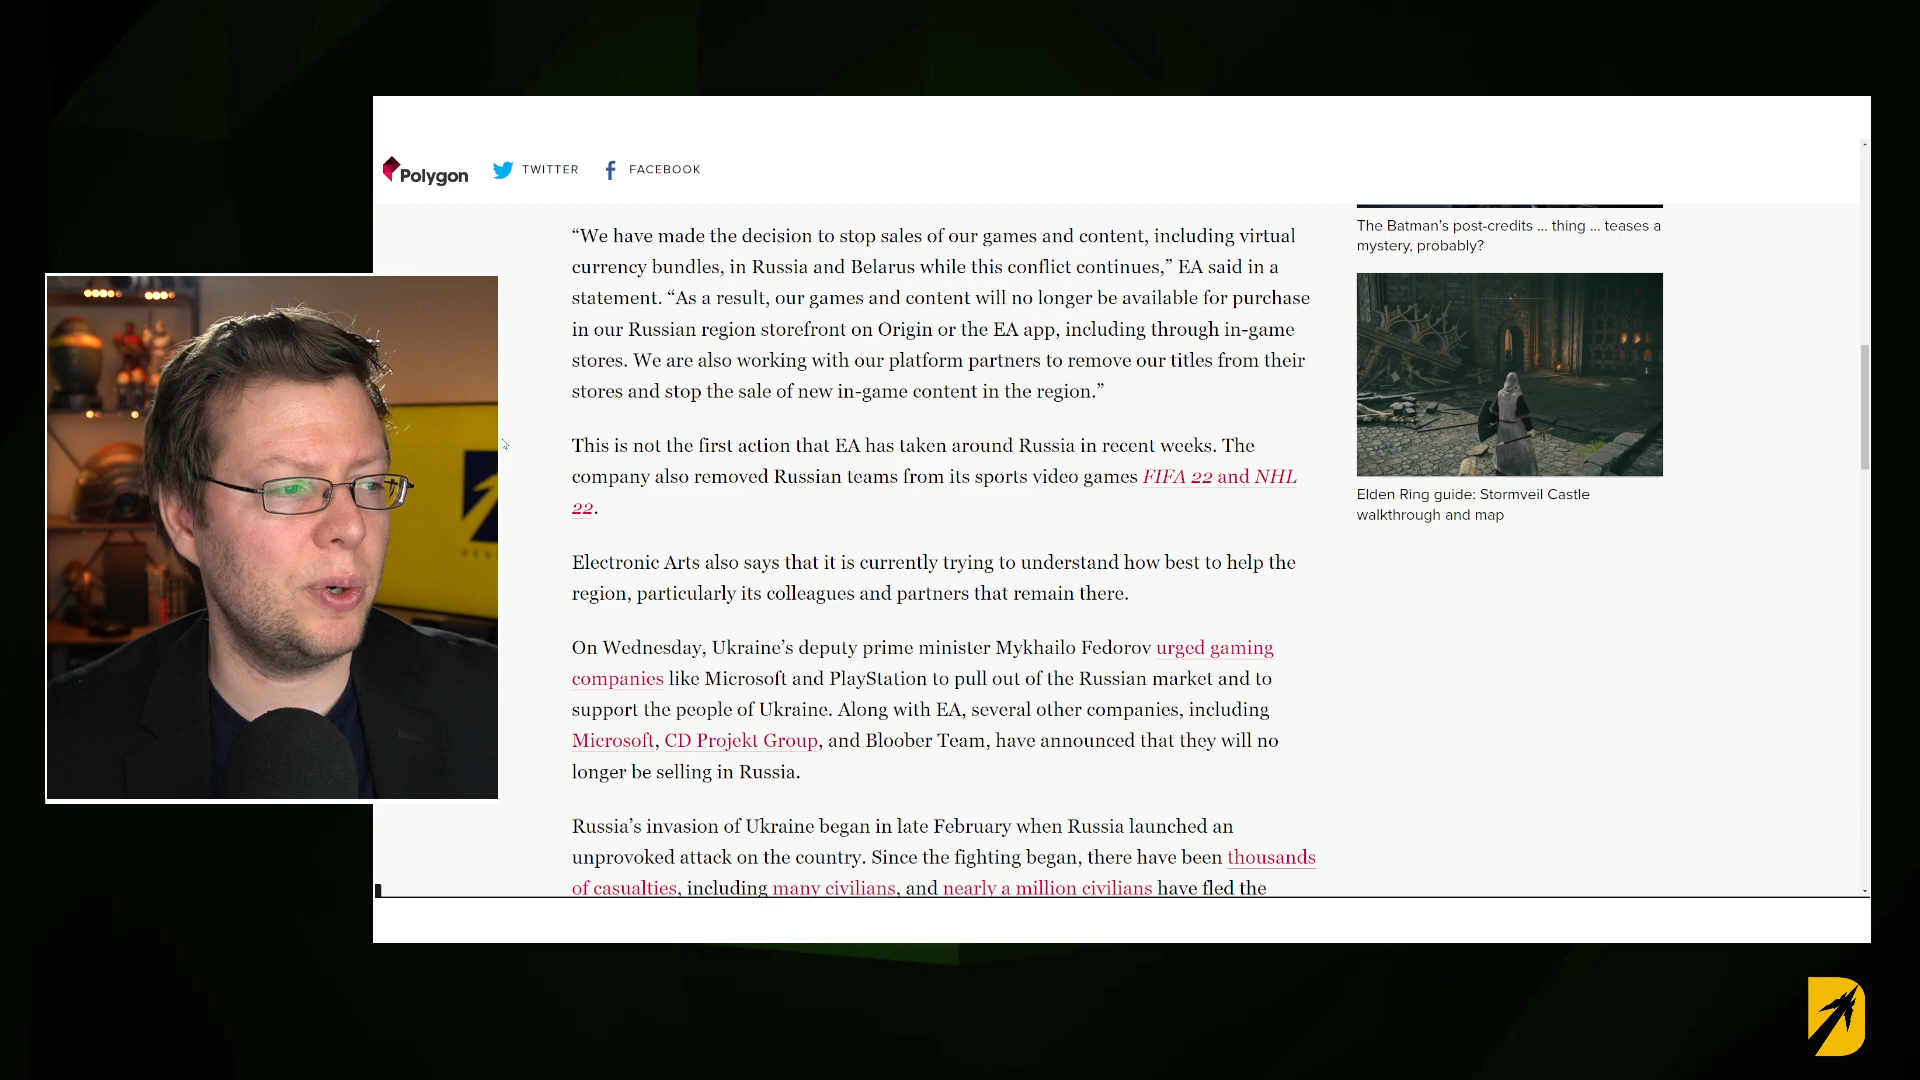 Polygon
TWITTER
FACEBOOK
“We have made the decision to stop sales of our games and content, including virtual
currency bundles, in Russia and Belarus while this conflict continues,” EA said in a
statement. “As a result, our games and content will no longer be available for purchase
in our Russian region storefront on Origin or the EA app, including through in-game
stores. We are also working with our platform partners to remove our titles from their
stores and stop the sale of new in-game content in the region.”
This is not the first action that EA has taken around Russia in recent weeks. The
company also removed Russian teams from its sports video games FIFA 22 and NHL
22.
Electronic Arts also says that it is currently trying to understand how best to help the
region, particularly its colleagues and partners that remain there.
On Wednesday, Ukraine’s deputy prime minister Mykhailo Fedorov urged gaming
companies like Microsoft and PlayStation to pull out of the Russian market and to
support the people of Ukraine. Along with EA, several other companies, including
Microsoft, CD Projekt Group, and Bloober Team, have announced that they will no
longer be selling in Russia.
Russia’s invasion of Ukraine began in late February when Russia launched an
unprovoked attack on the country. Since the fighting began, there have been thousands
of casualties, including many civilians, and nearly a million civilians have fled the
The Batman’s post-credits ... thing ... teases a
mystery, probably?
Elden Ring guide: Stormveil Castle
walkthrough and map